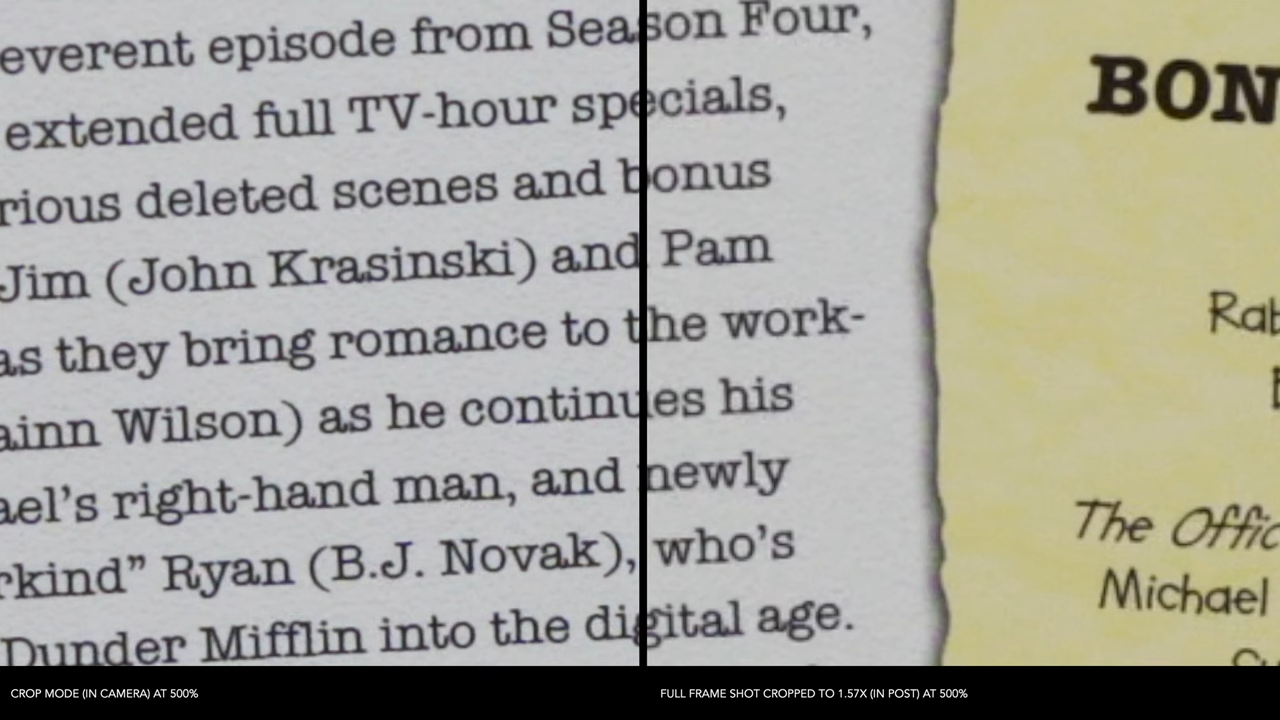 everent episode from Season Four,
extended full TV-hour specials,
rious deleted scenes and bonus
Jim (John Krasinski) and Pam
as they bring romance to the work-
ainn Wilson) as he continues his
ael's right-hand man, and newly
rkind” Ryan (B.J. Novak), who's
Dunder Mifflin into the digital age.
BON
Rab
The Offic
Michael
CROP MODE (IN CAMERA) AT 500%
FULL FRAME SHOT CROPPED TO 1.57X (IN POST) AT 500%